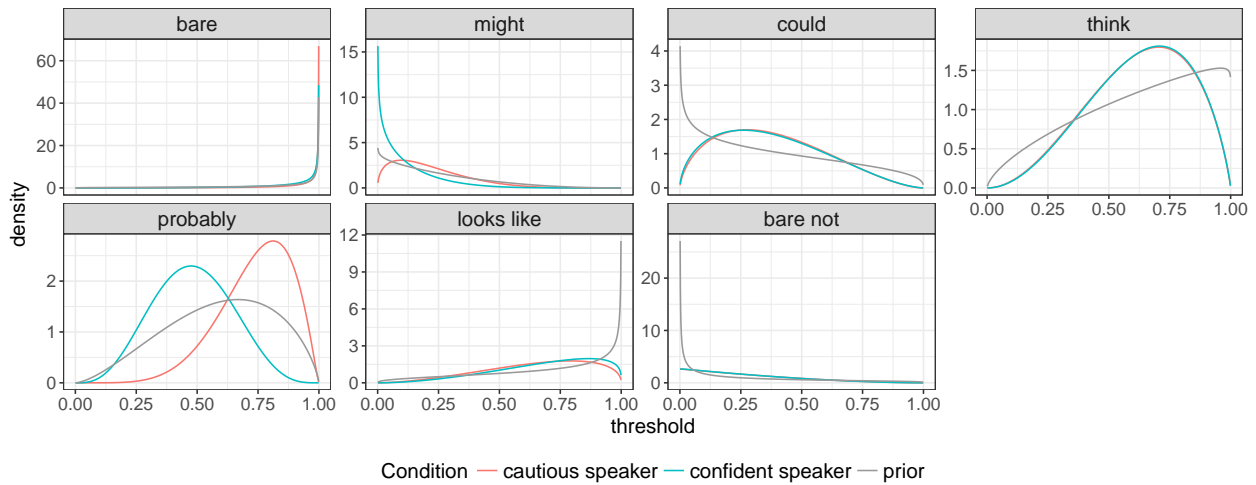 bare
might
could
think
60
40
20
0
15
10
5
0
4
3
2
1
0
1.5
1.0
0.5
0.0
0.00 0.25 0.50 0.75 1.00
probably
looks like
bare not
2
1
0
12
9
6
3
0
20
10
0
0.00 0.25 0.50 0.75 1.00
0.00 0.25 0.50 0.75 1.00
0.00 0.25 0.50 0.75 1.00
density
threshold
Condition cautious speaker confident speaker prior